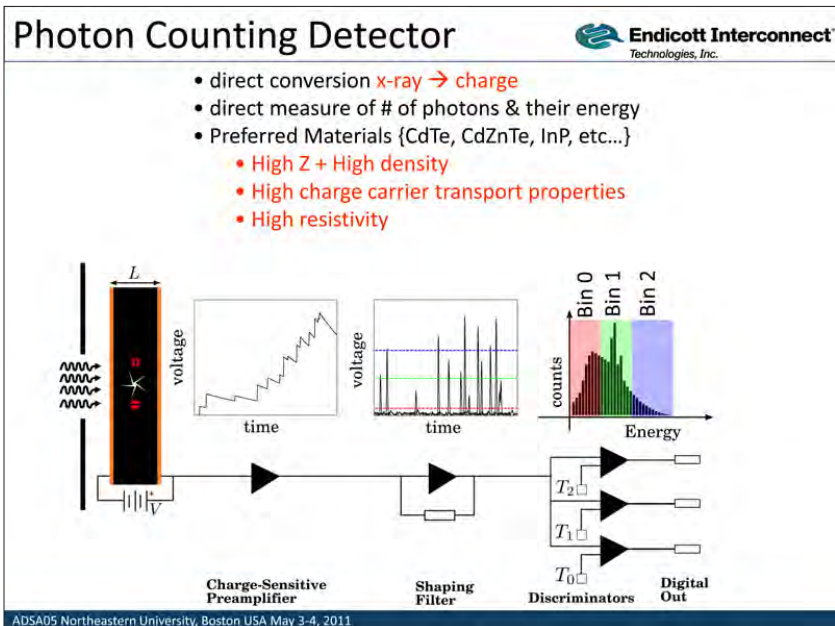 Photon Counting Detector
Endicott Interconnect
Technologies, Inc.
• direct conversion x-ray → charge
• direct measure of # of photons & their energy
• Preferred Materials {CdTe, CdZnTe, InP, etc...}
• High Z + High density
• High charge carrier transport properties
• High resistivity
L
voltage
time
voltage
time
Bin 0
Bin 1
Bin 2
counts
Energy
V
T2
T1
T0
Charge-Sensitive
Preamplifier
Shaping
Filter
Discriminators
Digital
Out
ADSA05 Northeastern University, Boston USA May 3-4, 2011